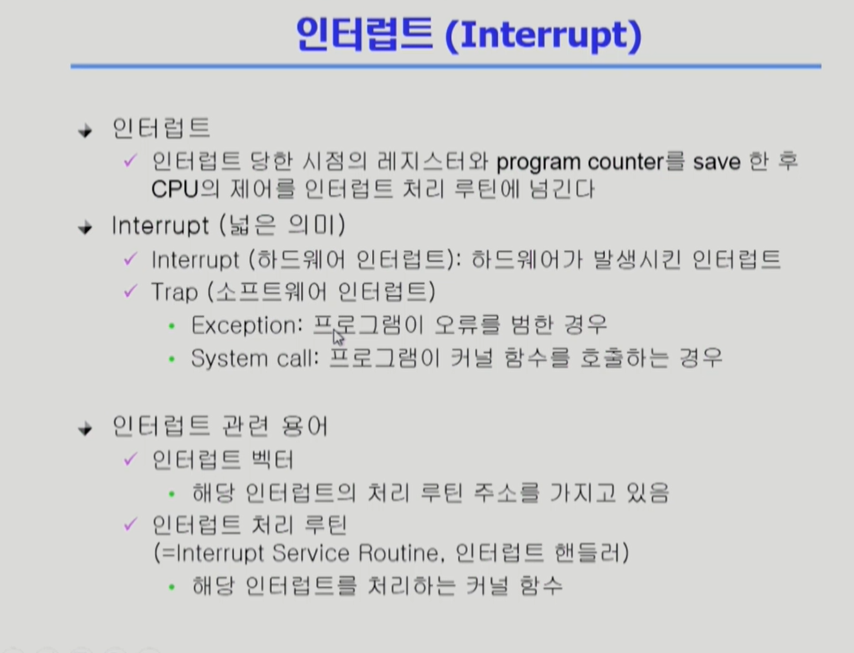 인터럽트 (Interrupt)
인터럽트
인터럽트 당한 시점의 레지스터와 program counter를 save 한 후
CPU의 제어를 인터럽트 처리 루틴에 넘긴다
Interrupt (넓은 의미)
Interrupt (하드웨어 인터럽트): 하드웨어가 발생시킨 인터럽트
Trap (소프트웨어 인터럽트)
Exception: 프로그램이 오류를 범한 경우
System call: 프로그램이 커널 함수를 호출하는 경우
인터럽트 관련 용어
인터럽트 벡터
해당 인터럽트의 처리 루틴 주소를 가지고 있음
인터럽트 처리 루틴
(=Interrupt Service Routine, 인터럽트 핸들러)
해당 인터럽트를 처리하는 커널 함수